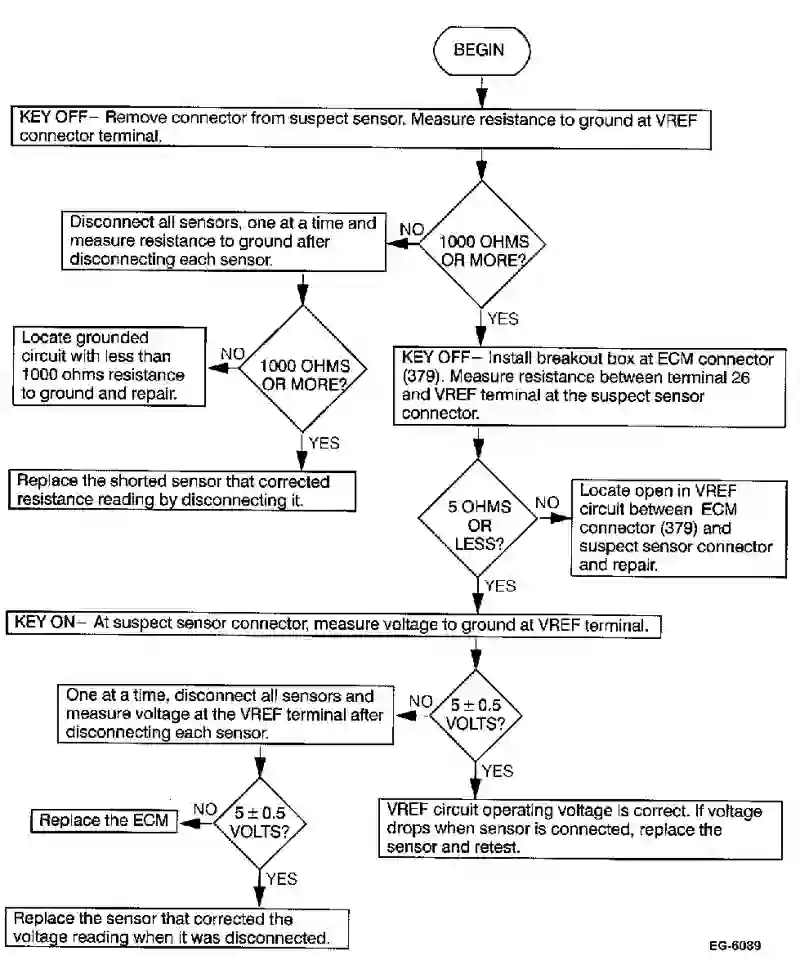 BEGIN
KEY OFF– Remove connector from suspect sensor. Measure resistance to ground at VREF
connector terminal.
1000 OHMS
OR MORE?
NO
Disconnect all sensors, one at a time and
measure resistance to ground after
disconnecting each sensor.
1000 OHMS
OR MORE?
NO
Locate grounded
circuit with less than
1000 ohms resistance
to ground and repair.
YES
Replace the shorted sensor that corrected
resistance reading by disconnecting it.
YES
KEY OFF– Install breakout box at ECM connector
(379). Measure resistance between terminal 26
and VREF terminal at the suspect sensor
connector.
5 OHMS
OR
LESS?
NO
Locate open in VREF
circuit between ECM
connector (379) and
suspect sensor connector
and repair.
YES
KEY ON– At suspect sensor connector, measure voltage to ground at VREF terminal.
5 ± 0.5
VOLTS?
NO
One at a time, disconnect all sensors and
measure voltage at the VREF terminal after
disconnecting each sensor.
YES
VREF circuit operating voltage is correct. If voltage
drops when sensor is connected, replace the
sensor and retest.
5 ± 0.5
VOLTS?
NO
Replace the ECM
YES
Replace the sensor that corrected the
voltage reading when it was disconnected.
EG-6089